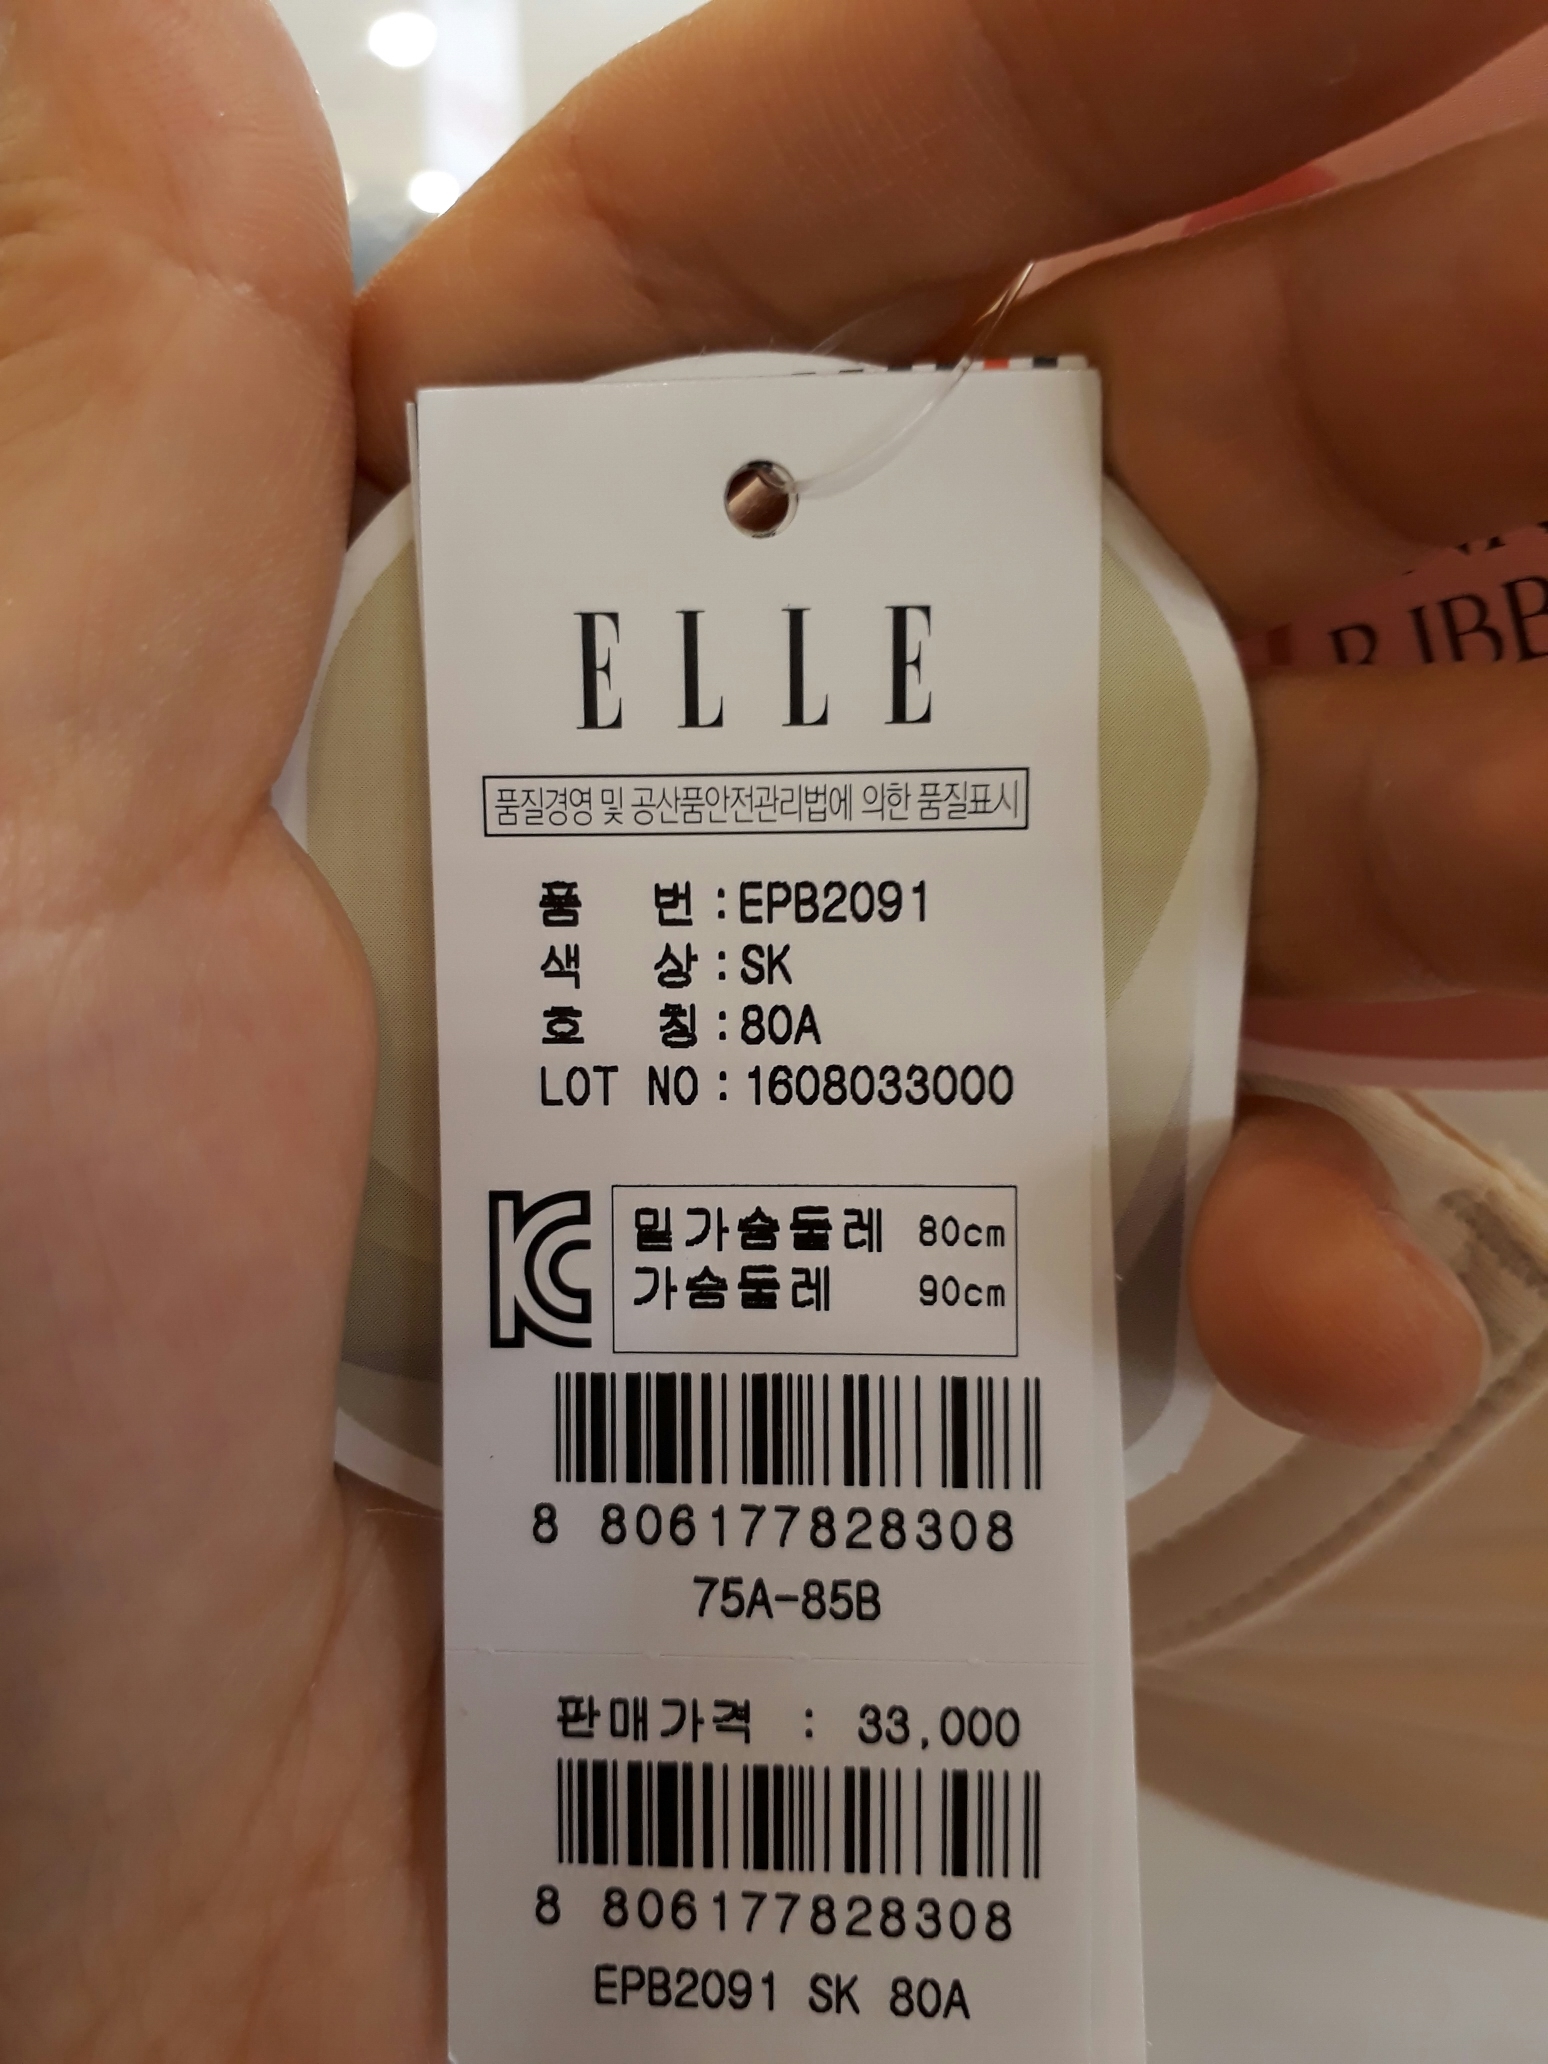 ELLE
품질경영 및 공산품안전관리법에 의한 품질표시
품 번 : EPB2091
색 상 : SK
호 칭 : 80A
LOT NO : 1608033000
밑가슴둘레 80cm
가슴둘레 90cm
8 806177828308
75A-85B
판매가격 : 33,000
8 806177828308
EPB2091 SK 80A